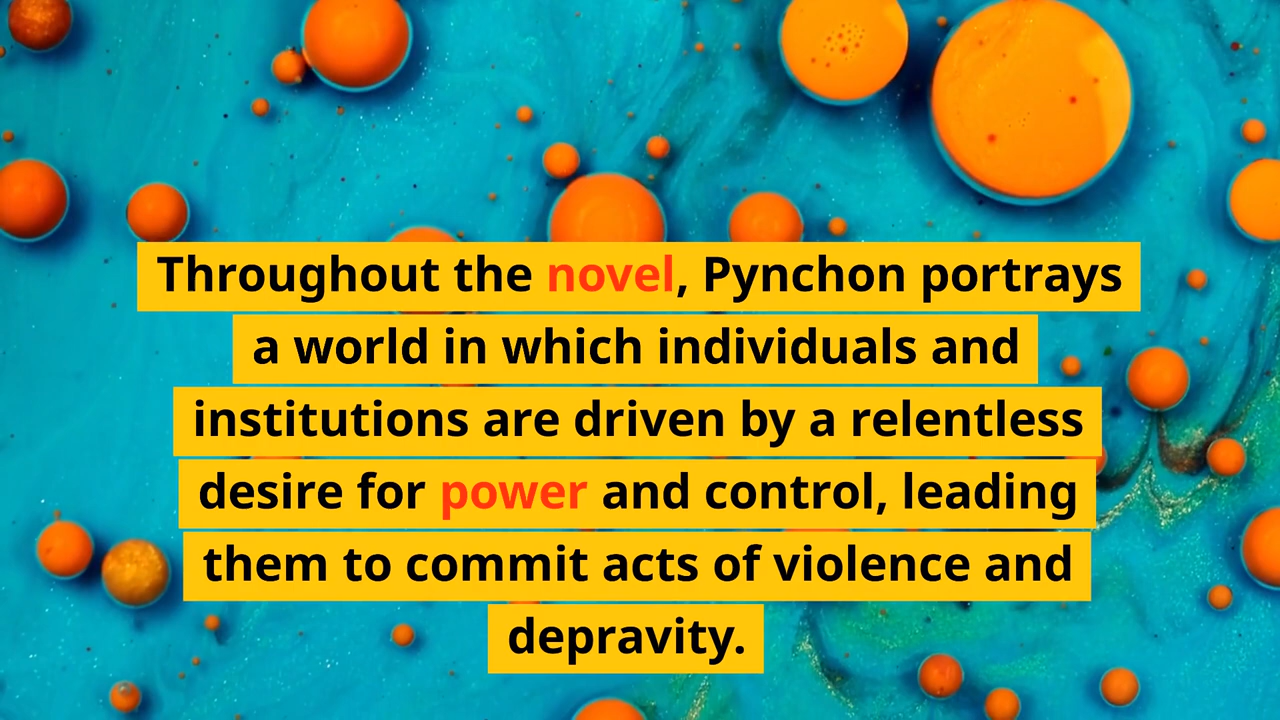 Throughout the novel, Pynchon portrays
a world in which individuals and
institutions are driven by a relentless
desire for power and control, leading
them to commit acts of violence and
depravity.